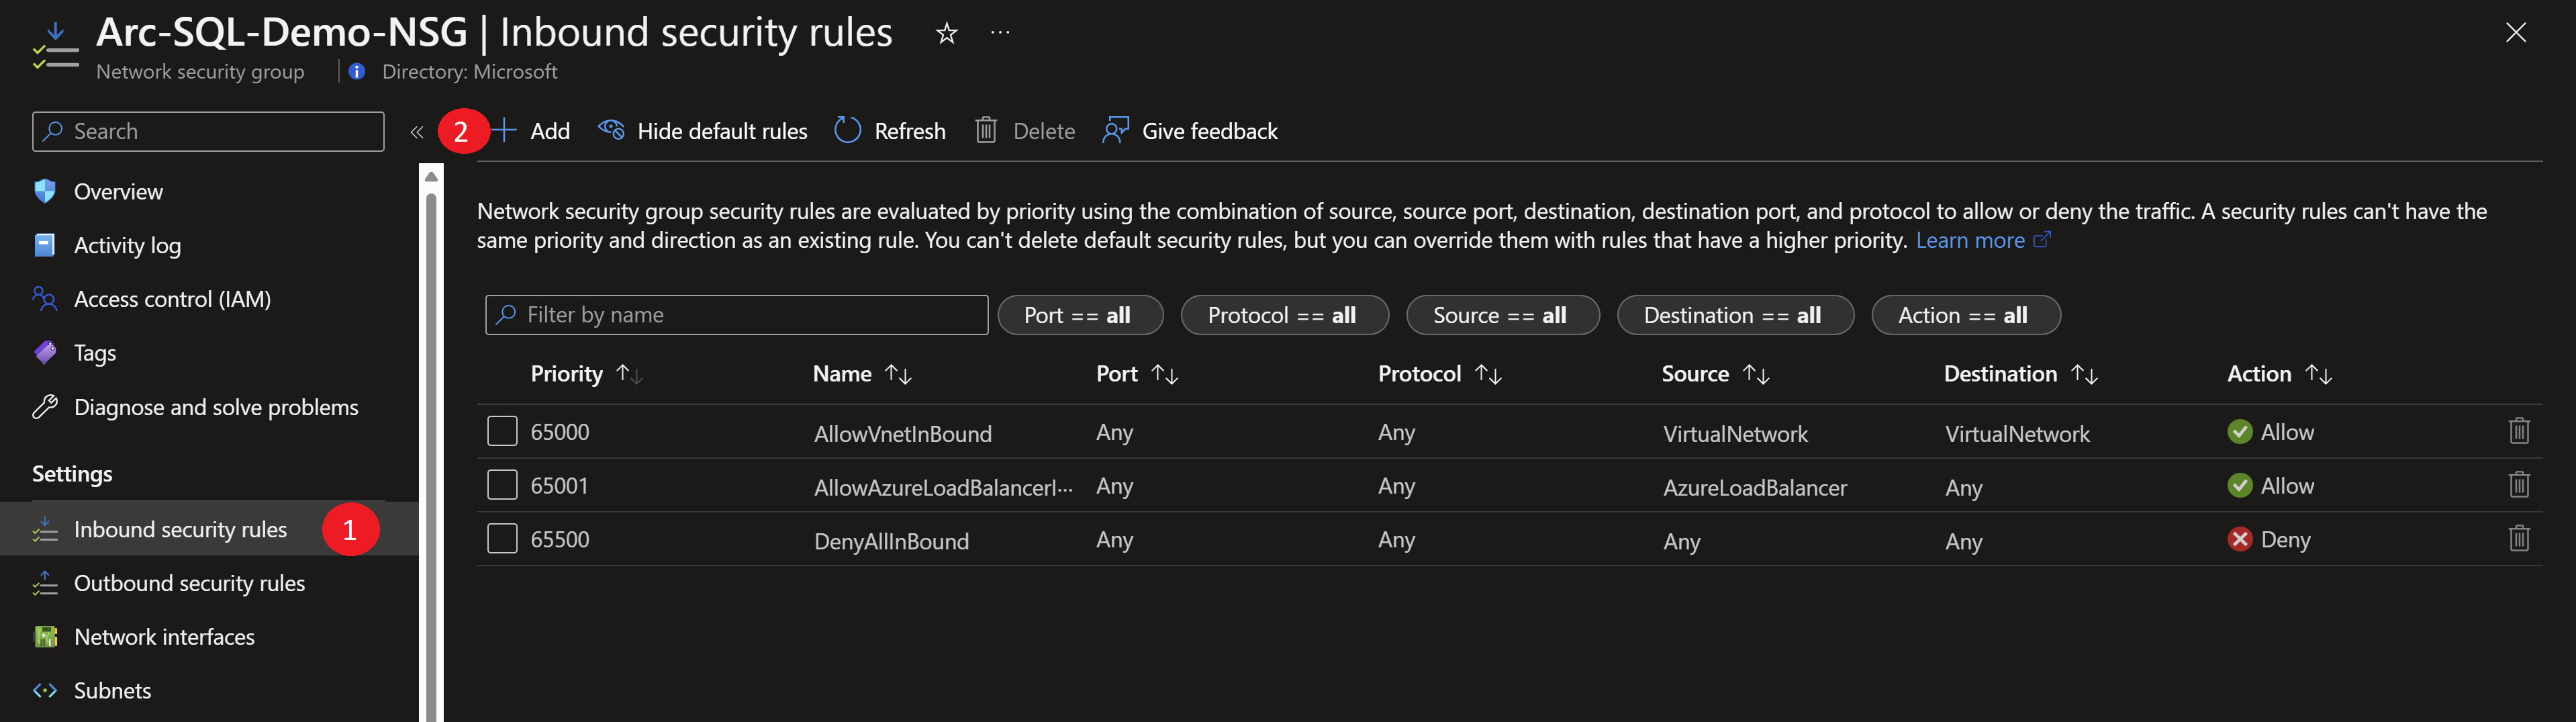 Arc-SQL-Demo-NSG | Inbound security rules
Network security group
Directory: Microsoft
Search
2
Add
Hide default rules
Refresh
Delete
Give feedback
Overview
Activity log
Access control (IAM)
Tags
Diagnose and solve problems
Settings
Inbound security rules 1
Outbound security rules
Network interfaces
Subnets
Network security group security rules are evaluated by priority using the combination of source, source port, destination, destination port, and protocol to allow or deny the traffic. A security rules can't have the
same priority and direction as an existing rule. You can't delete default security rules, but you can override them with rules that have a higher priority. Learn more
Filter by name
Port == all
Protocol == all
Source == all
Destination == all
Action == all
Priority Name Port Protocol Source Destination Action
65000 AllowVnetInBound Any Any VirtualNetwork VirtualNetwork Allow
65001 AllowAzureLoadBalancerI··· Any Any AzureLoadBalancer Any Allow
65500 DenyAllInBound Any Any Any Any Deny